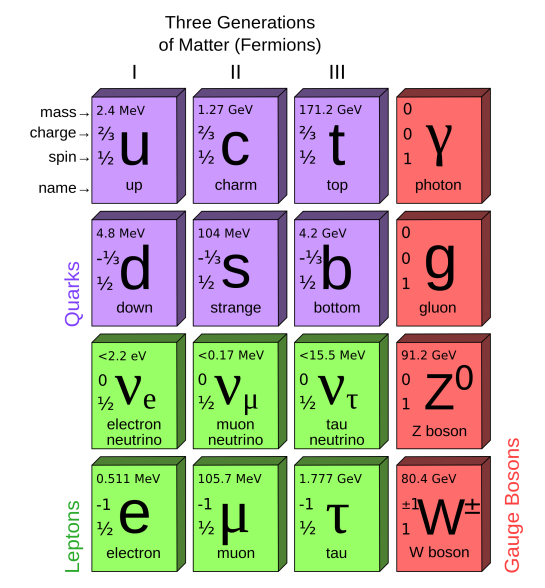 Three Generations
of Matter (Fermions)
I II III
mass→
charge→
spin→
name→
2.4 MeV
⅔
½
u
up
1.27 GeV
⅔
½
c
charm
171.2 GeV
⅔
½
t
top
0
0
1
γ
photon
Quarks
4.8 MeV
-⅓
½
d
down
104 MeV
-⅓
½
s
strange
4.2 GeV
-⅓
½
b
bottom
0
0
1
g
gluon
<2.2 eV
0
½
νe
electron
neutrino
<0.17 MeV
0
½
νμ
muon
neutrino
<15.5 MeV
0
½
ντ
tau
neutrino
91.2 GeV
0
1
Z0
Z boson
Leptons
0.511 MeV
-1
½
e
electron
105.7 MeV
-1
½
μ
muon
1.777 GeV
-1
½
τ
tau
80.4 GeV
±1
1
W±
W boson
Gauge Bosons